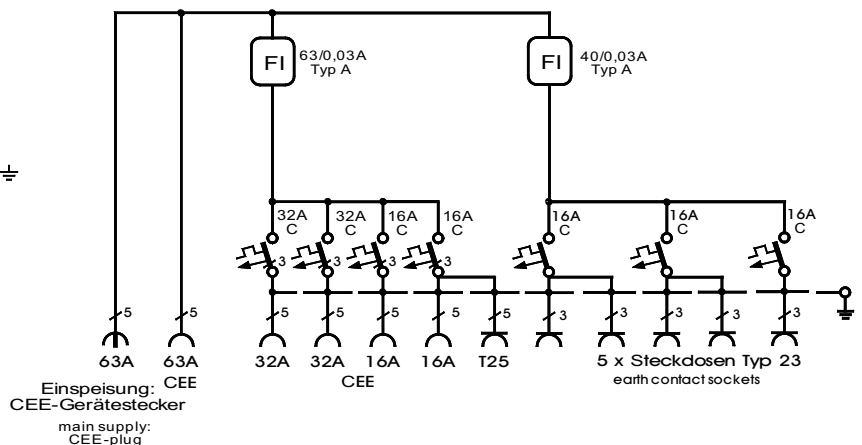 FI
63/0,03A
Typ A
FI
40/0,03A
Typ A
32A
C
32A
C
16A
C
16A
C
16A
C
16A
C
16A
C
3
3
3
3
5
5
5
5
5
5
5
3
3
3
3
3
63A
63A
CEE
32A
32A
16A
16A
T25
CEE
5 x Steckdosen Typ 23
earth contact sockets
Einspeisung:
CEE-Gerätestecker
main supply:
CEE-plug